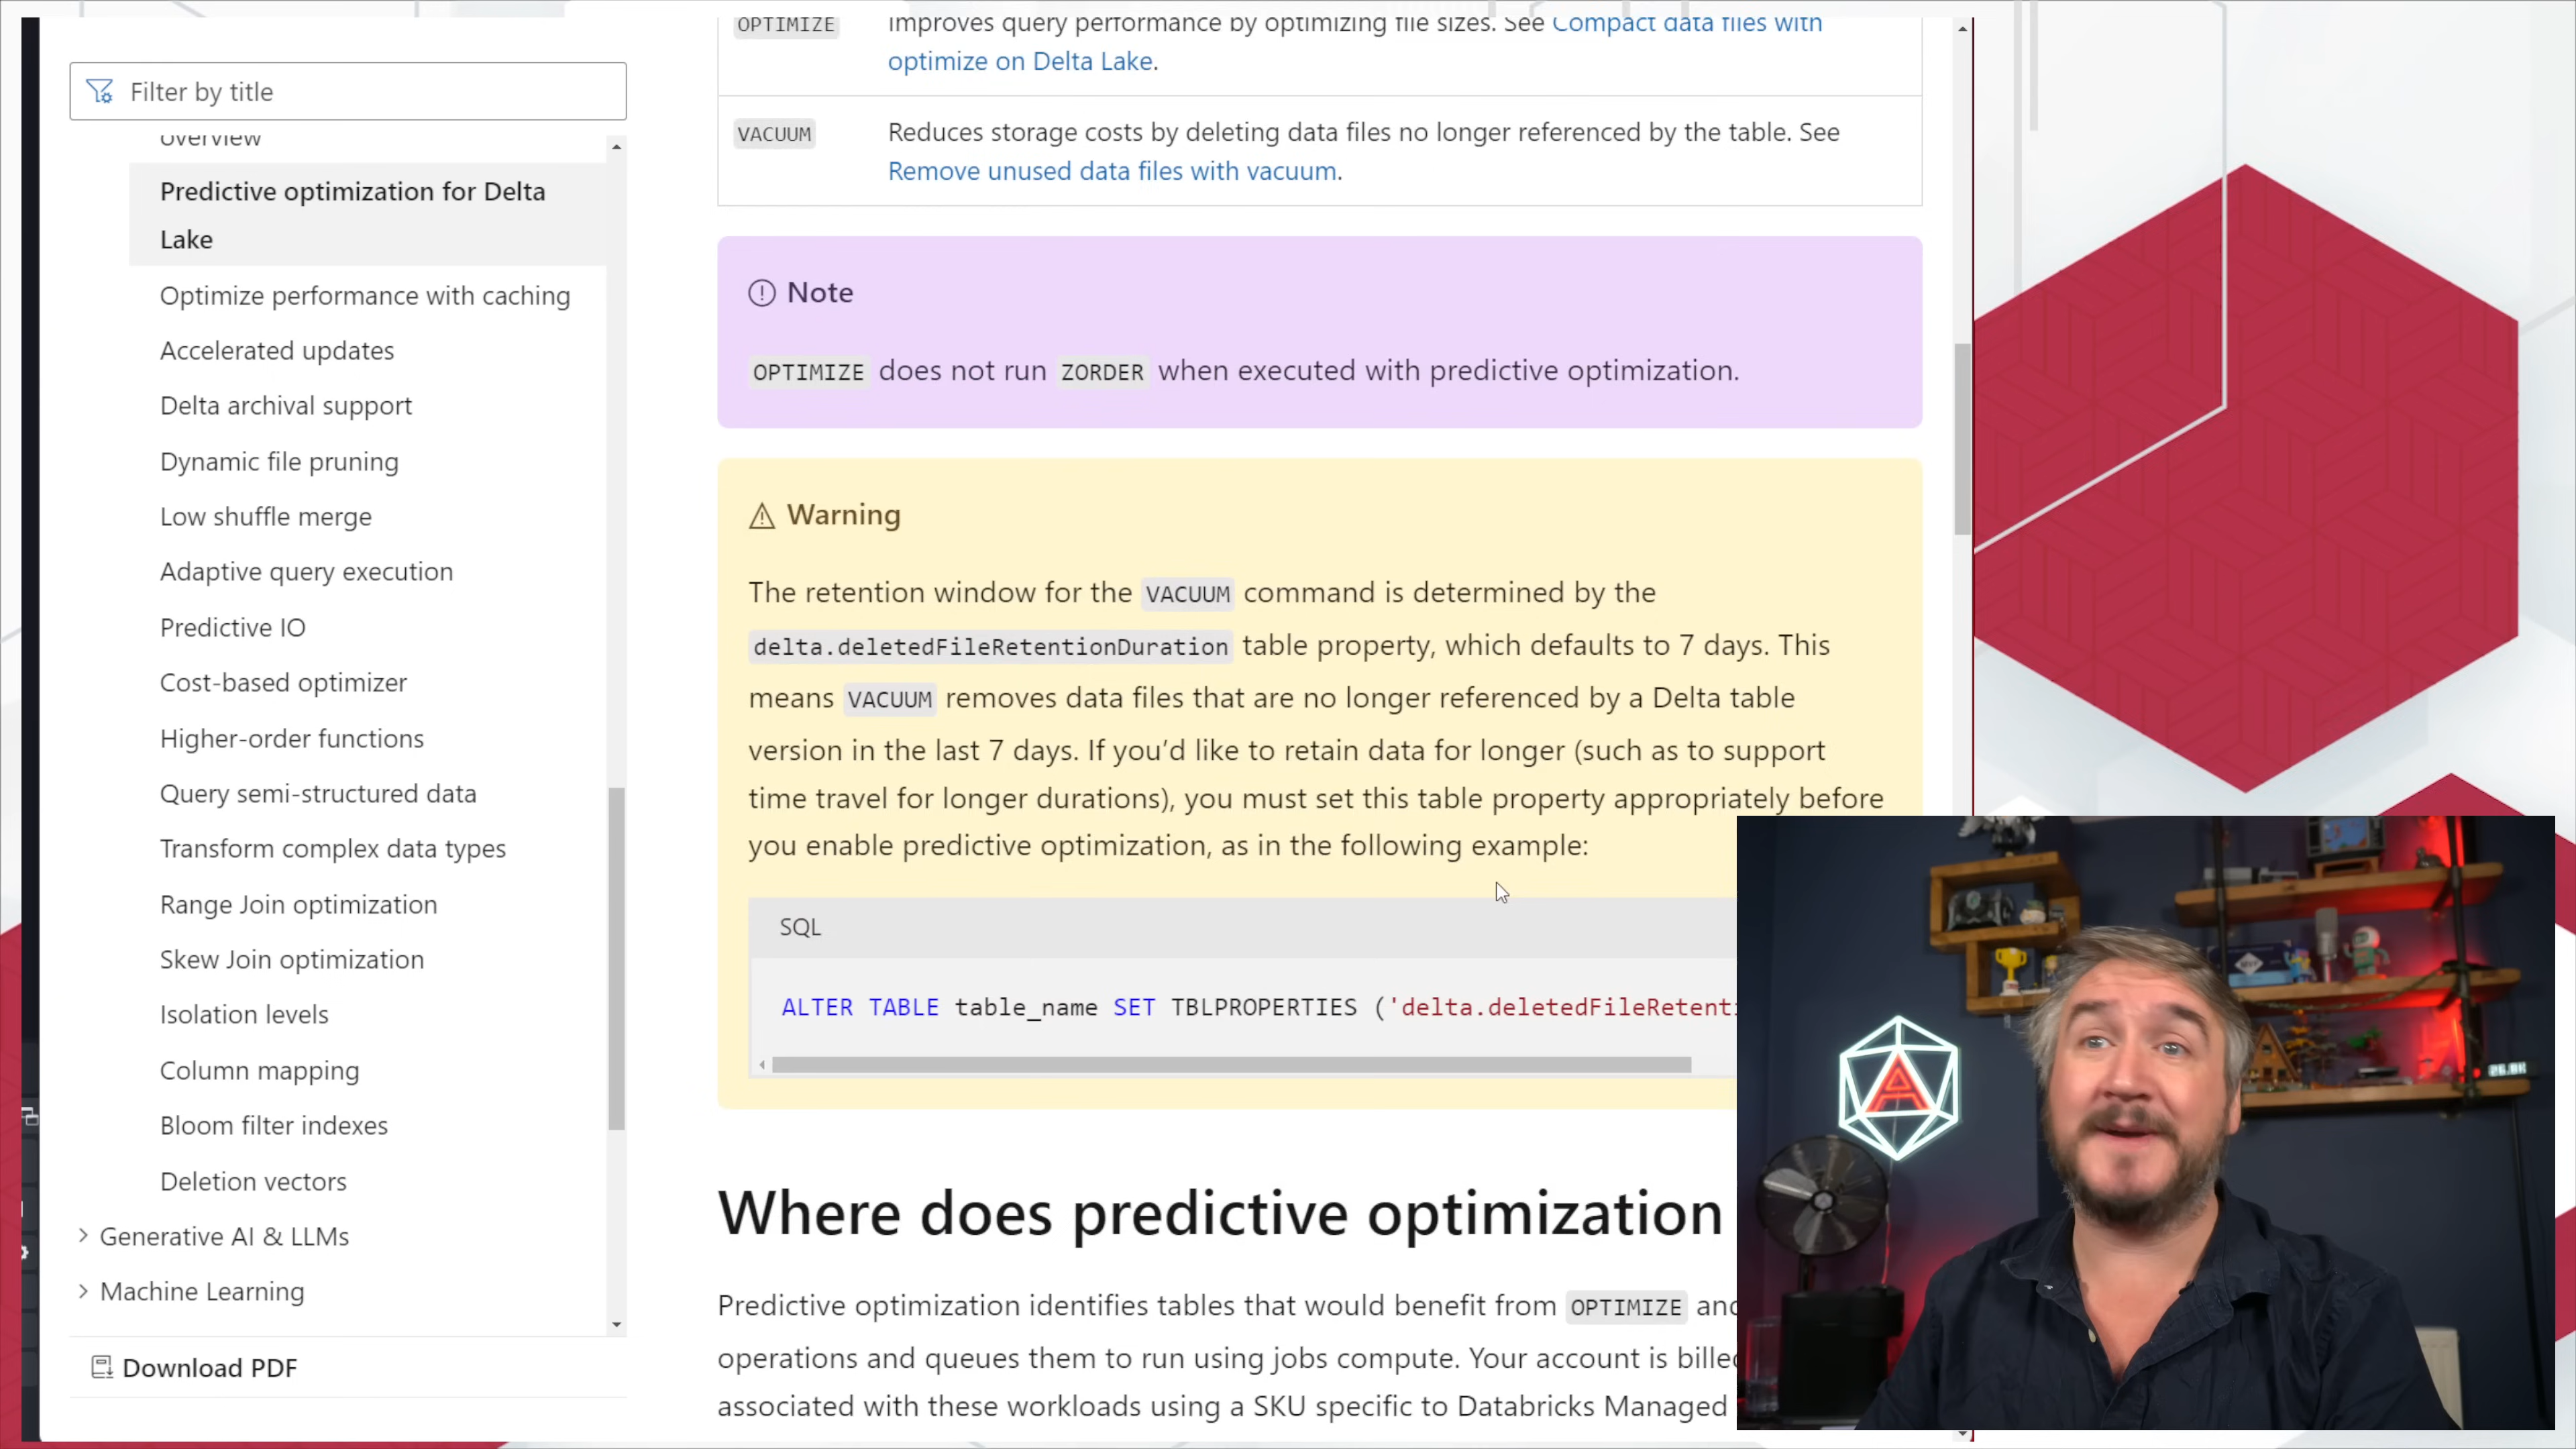 Filter by title
overview
Predictive optimization for Delta
Lake
Optimize performance with caching
Accelerated updates
Delta archival support
Dynamic file pruning
Low shuffle merge
Adaptive query execution
Predictive IO
Cost-based optimizer
Higher-order functions
Query semi-structured data
Transform complex data types
Range Join optimization
Skew Join optimization
Isolation levels
Column mapping
Bloom filter indexes
Deletion vectors
Generative AI & LLMs
Machine Learning
Download PDF
OPTIMIZE Improves query performance by optimizing file sizes. See Compact data files with
optimize on Delta Lake.
VACUUM Reduces storage costs by deleting data files no longer referenced by the table. See
Remove unused data files with vacuum.
Note
OPTIMIZE does not run ZORDER when executed with predictive optimization.
Warning
The retention window for the VACUUM command is determined by the
delta.deletedFileRetentionDuration table property, which defaults to 7 days. This
means VACUUM removes data files that are no longer referenced by a Delta table
version in the last 7 days. If you’d like to retain data for longer (such as to support
time travel for longer durations), you must set this table property appropriately before
you enable predictive optimization, as in the following example:
SQL
ALTER TABLE table_name SET TBLPROPERTIES ('delta.deletedFileRetenti
Where does predictive optimization
Predictive optimization identifies tables that would benefit from OPTIMIZE and
operations and queues them to run using jobs compute. Your account is billed
associated with these workloads using a SKU specific to Databricks Managed
A